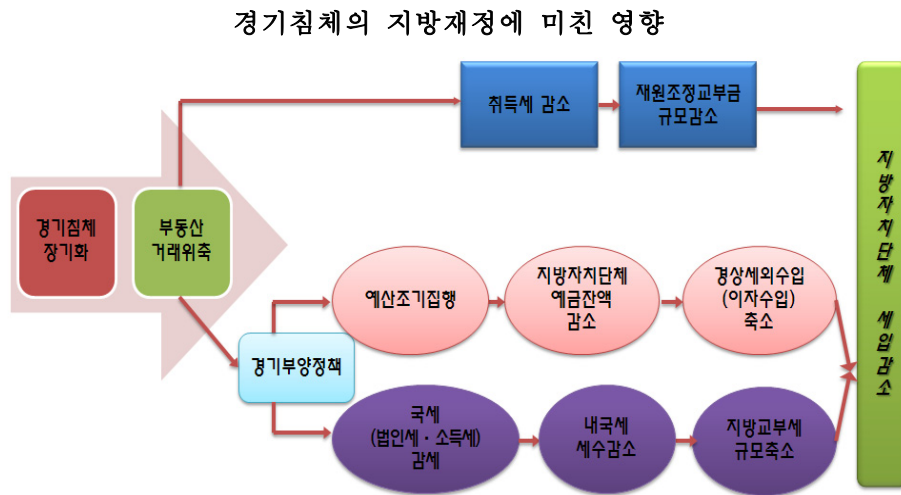 경기침체의 지방재정에 미친 영향
취득세 감소
재원조정교부금
규모감소
경기침체
장기화
부동산
거래위축
예산조기집행
지방자치단체
예금잔액
감소
경상세외수입
(이자수입)
축소
경기부양정책
국세
(법인세·소득세)
감세
내국세
세수감소
지방교부세
규모축소
지방자치단체 세입감소